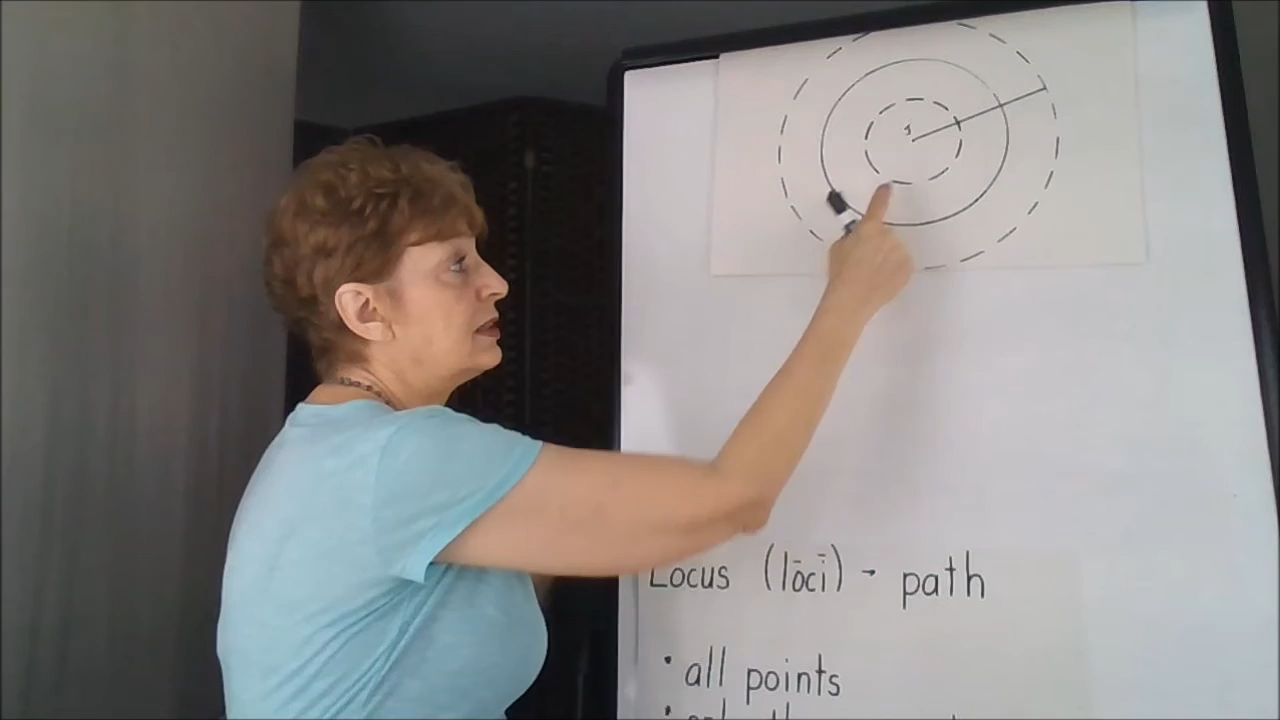 Locus (lōcī) - path
• all points